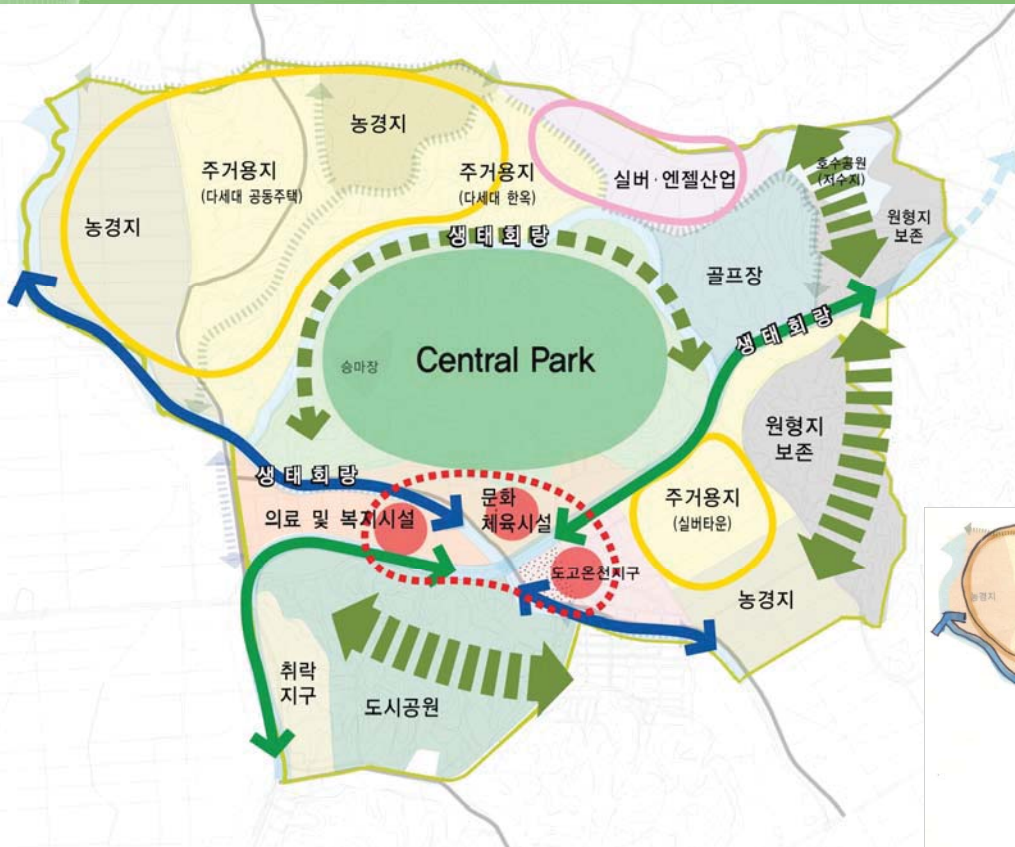 농경지
주거용지
(다세대 공동주택)
농경지
주거용지
(다세대 한옥)
실버·엔젤산업
호수공원
(저수지)
원형지
보존
생태회랑
골프장
생태회랑
승마장
Central Park
원형지
보존
생태회랑
의료 및 복지시설
문화
체육시설
주거용지
(실버타운)
도고온천지구
농경지
취락
지구
도시공원
농경지